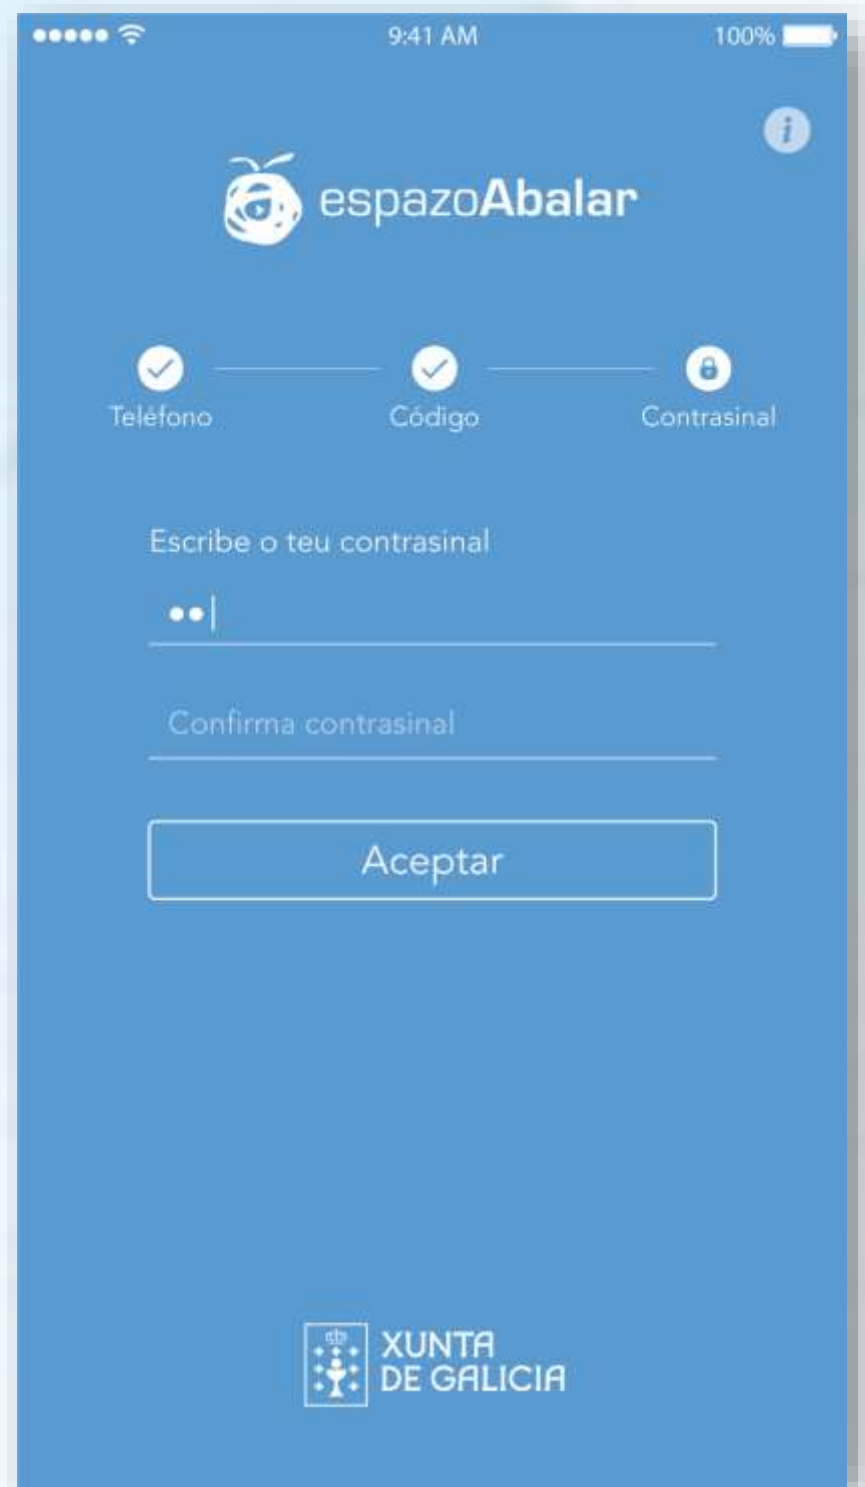 9:41 AM 100%
i
espazoAbalar
Teléfono Código Contrasinal
Escribe o teu contrasinal
Confirma contrasinal
Aceptar
XUNTA
DE GALICIA